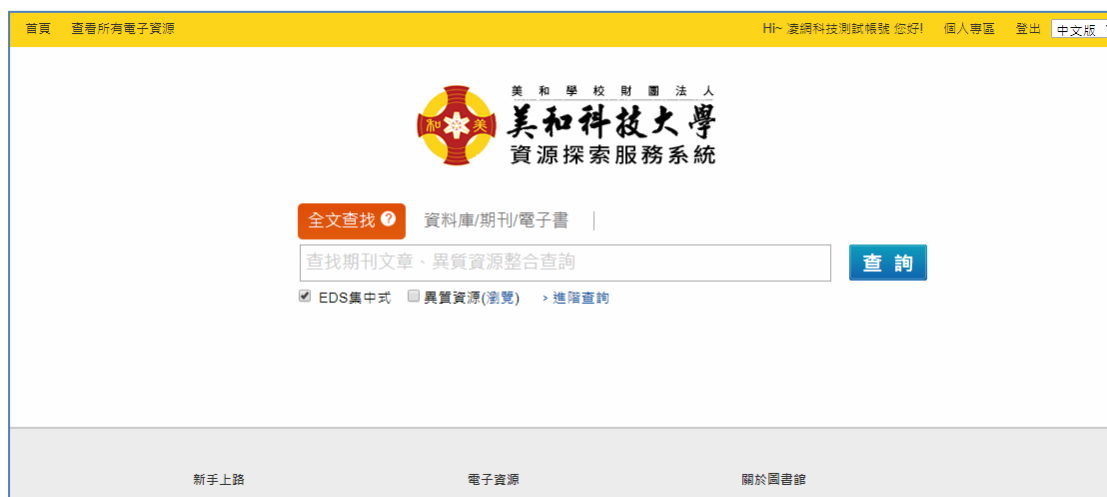 首頁 查看所有電子資源 Hi~ 凌網科技測試帳號 您好! 個人專區 登出 中文版
美和學校財團法人
和 美
美和科技大學
資源探索服務系統
全文查找 ? 資料庫/期刊/電子書 |
查找期刊文章、異質資源整合查詢 查 詢
EDS集中式 異質資源(瀏覽) › 進階查詢
新手上路 電子資源 關於圖書館